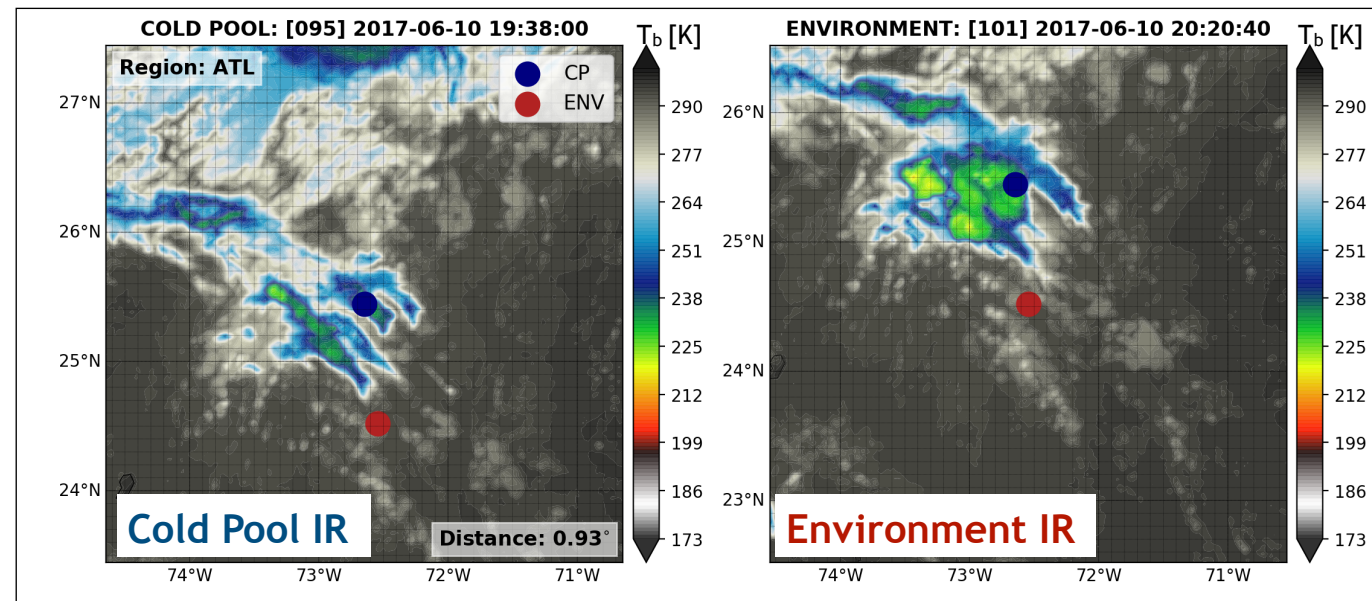 COLD POOL: [095] 2017-06-10 19:38:00
T_b [K]
Region: ATL
CP
ENV
27°N
26°N
25°N
24°N
74°W
73°W
72°W
71°W
290
277
264
251
238
225
212
199
186
173
Cold Pool IR
Distance: 0.93°
ENVIRONMENT: [101] 2017-06-10 20:20:40
T_b [K]
26°N
25°N
24°N
23°N
74°W
73°W
72°W
71°W
290
277
264
251
238
225
212
199
186
173
Environment IR